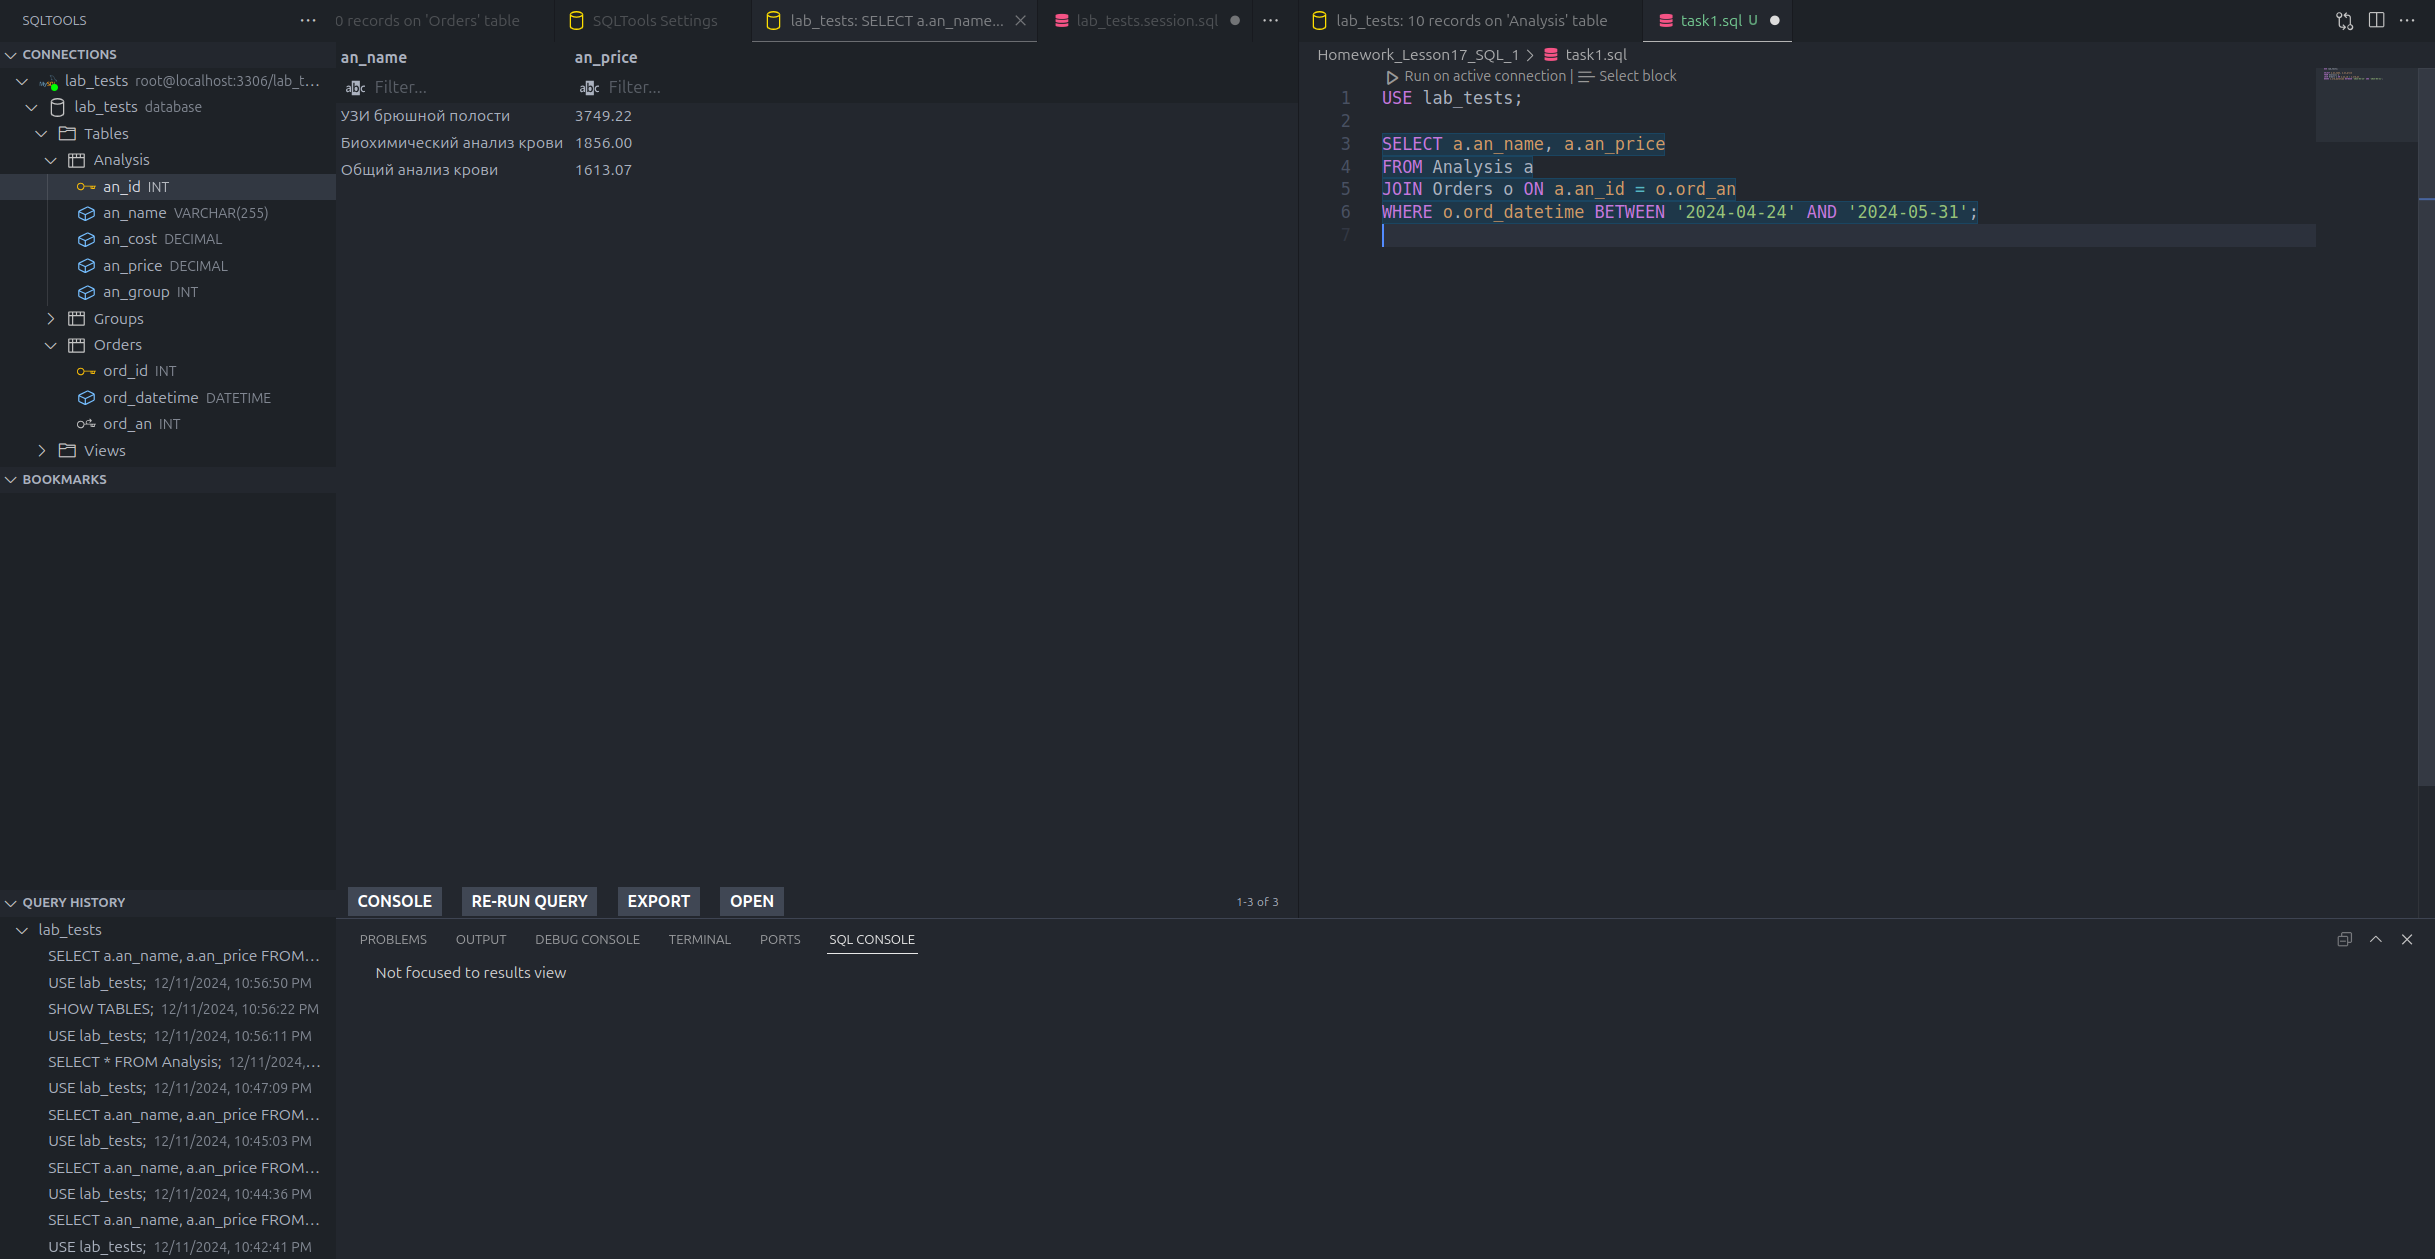 SQLTOOLS
CONNECTIONS
lab_tests root@localhost:3306/lab_t...
lab_tests database
Tables
Analysis
an_id INT
an_name VARCHAR(255)
an_cost DECIMAL
an_price DECIMAL
an_group INT
Groups
Orders
ord_id INT
ord_datetime DATETIME
ord_an INT
Views
BOOKMARKS
QUERY HISTORY
lab_tests
SELECT a.an_name, a.an_price FROM...
USE lab_tests; 12/11/2024, 10:56:50 PM
SHOW TABLES; 12/11/2024, 10:56:22 PM
USE lab_tests; 12/11/2024, 10:56:11 PM
SELECT * FROM Analysis; 12/11/2024,...
USE lab_tests; 12/11/2024, 10:47:09 PM
SELECT a.an_name, a.an_price FROM...
USE lab_tests; 12/11/2024, 10:45:03 PM
SELECT a.an_name, a.an_price FROM...
USE lab_tests; 12/11/2024, 10:44:36 PM
SELECT a.an_name, a.an_price FROM...
USE lab_tests; 12/11/2024, 10:42:41 PM
0 records on 'Orders' table
SQLTools Settings
lab_tests: SELECT a.an_name...
lab_tests.session.sql
an_name an_price
abc Filter... abc Filter...
УЗИ брюшной полости 3749.22
Биохимический анализ крови 1856.00
Общий анализ крови 1613.07
CONSOLE RE-RUN QUERY EXPORT OPEN 1-3 of 3
lab_tests: 10 records on 'Analysis' table
task1.sql U
Homework_Lesson17_SQL_1 > task1.sql
Run on active connection | Select block
1 USE lab_tests;
2
3 SELECT a.an_name, a.an_price
4 FROM Analysis a
5 JOIN Orders o ON a.an_id = o.ord_an
6 WHERE o.ord_datetime BETWEEN '2024-04-24' AND '2024-05-31';
7
PROBLEMS OUTPUT DEBUG CONSOLE TERMINAL PORTS SQL CONSOLE
Not focused to results view